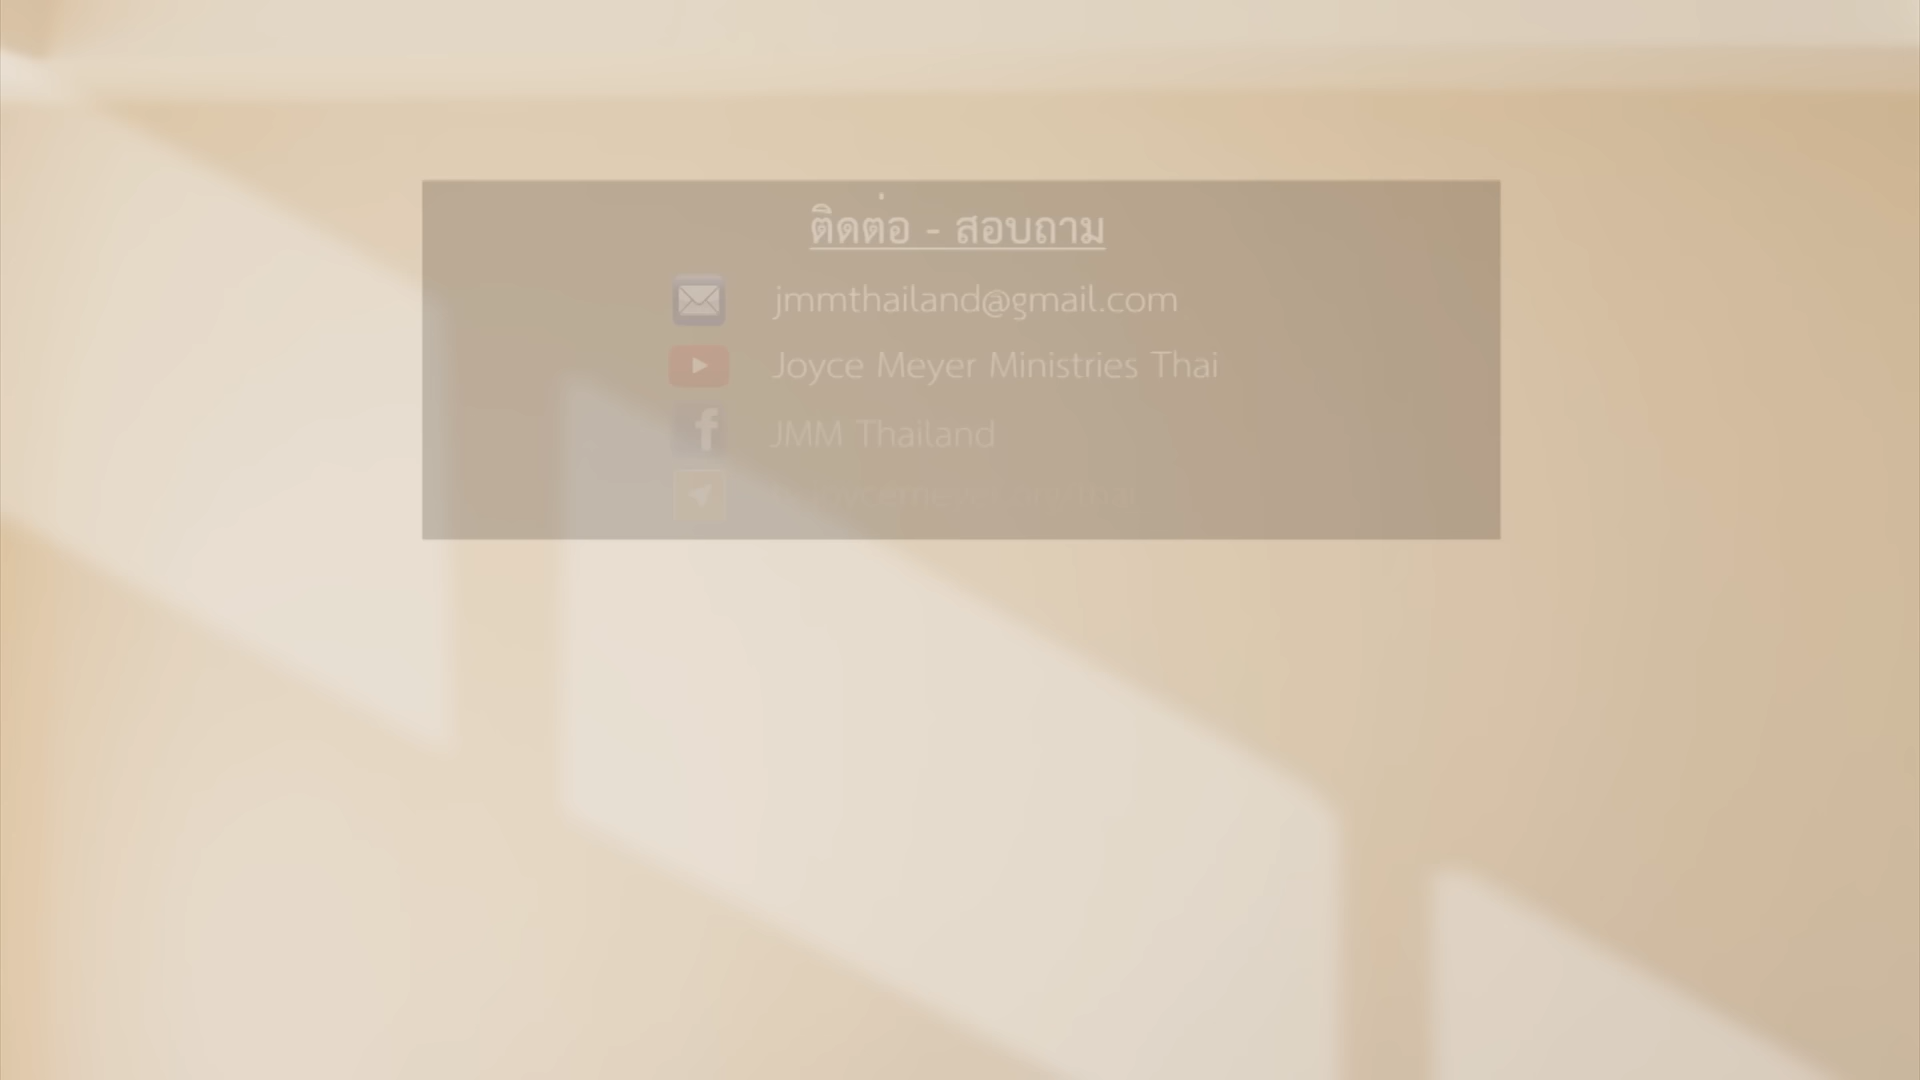 ติดต่อ - สอบถาม
jmmthailand@gmail.com
Joyce Meyer Ministries Thai
JMM Thailand